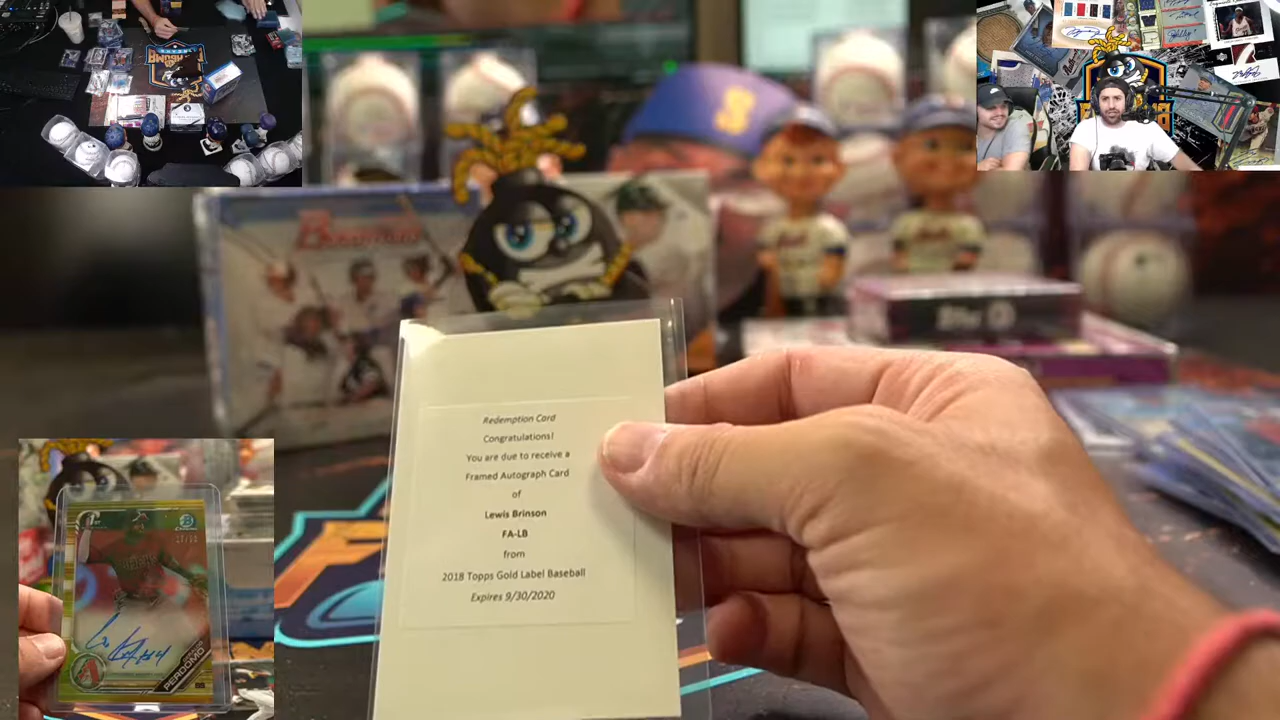 Bowman
S
Redemption Card
Congratulations!
You are due to receive a
Framed Autograph Card
of
Lewis Brinson
FA-LB
from
2018 Topps Gold Label Baseball
Expires 9/30/2020
PERDOMO